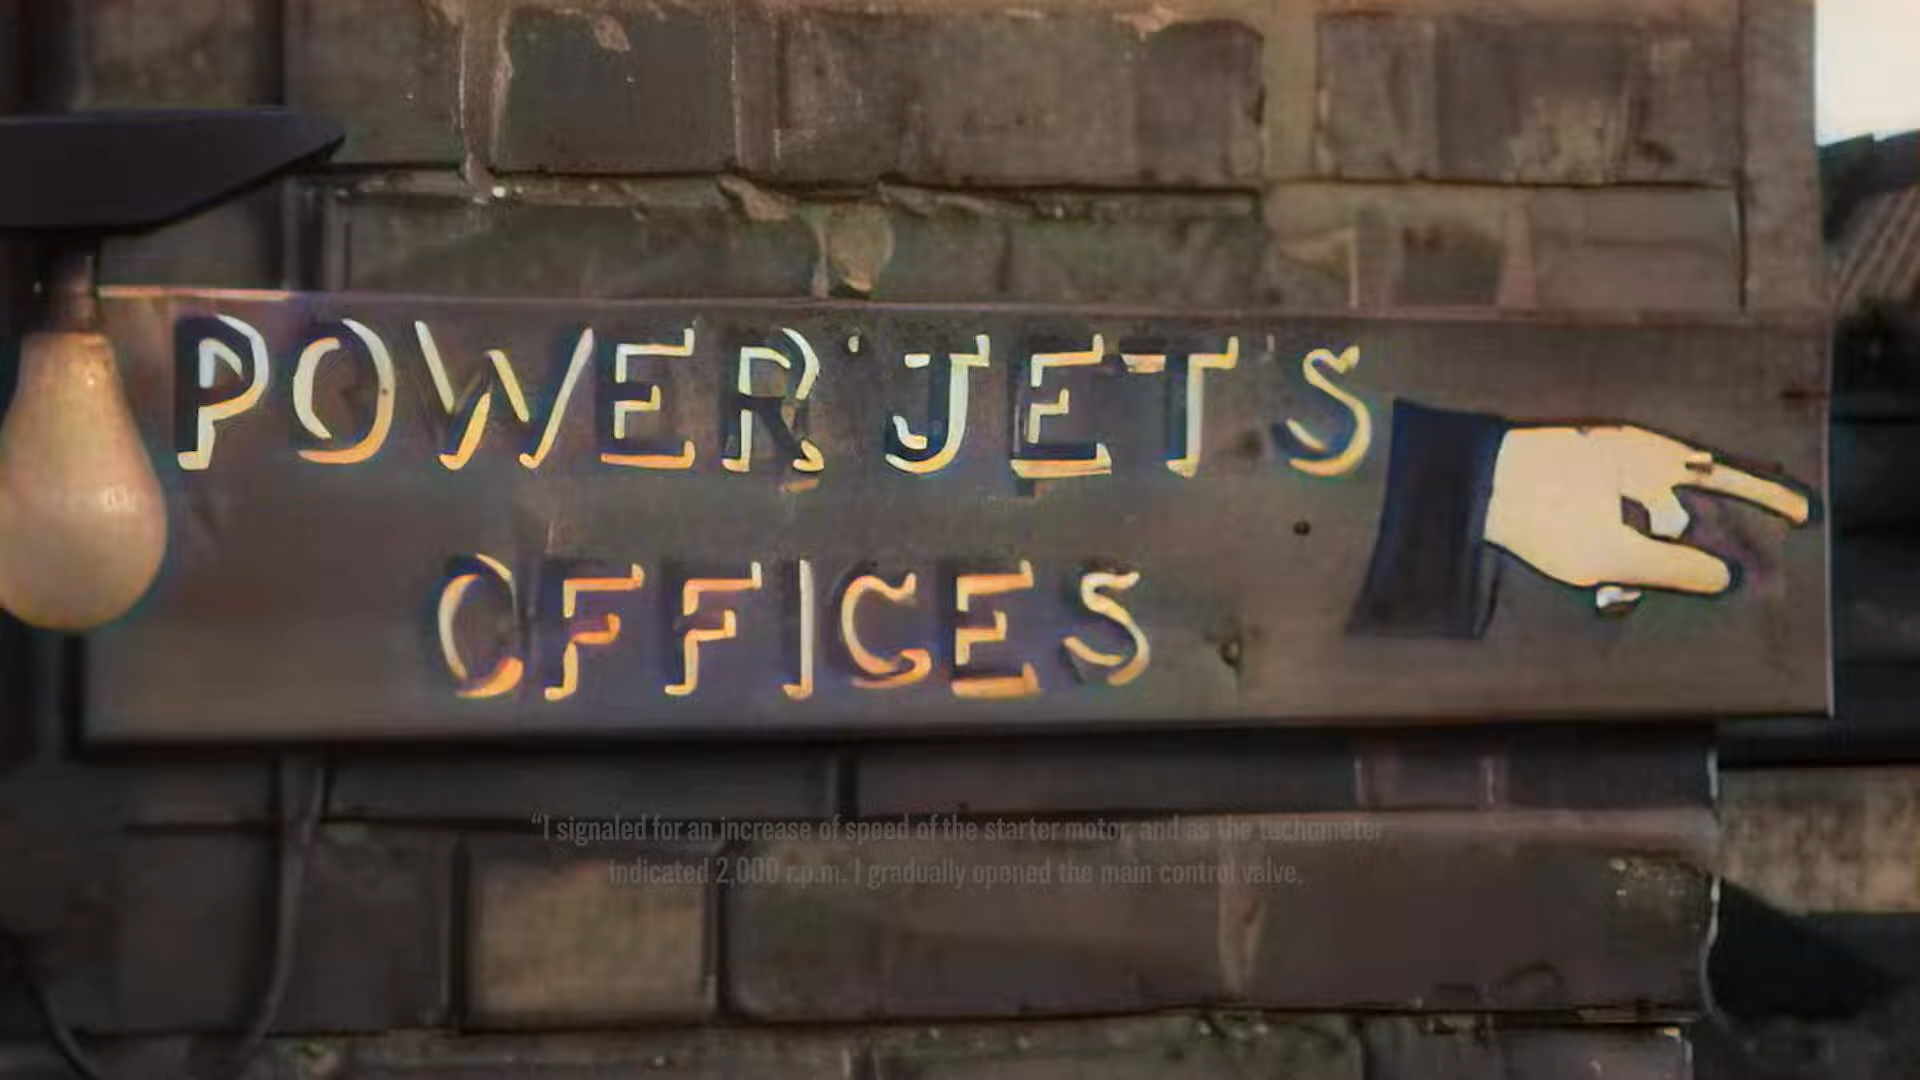 POWER JETS
OFFICES
“I signaled for an increase of speed of the starter motor, and as the tachometer
indicated 2,000 r.p.m. I gradually opened the main control valve.